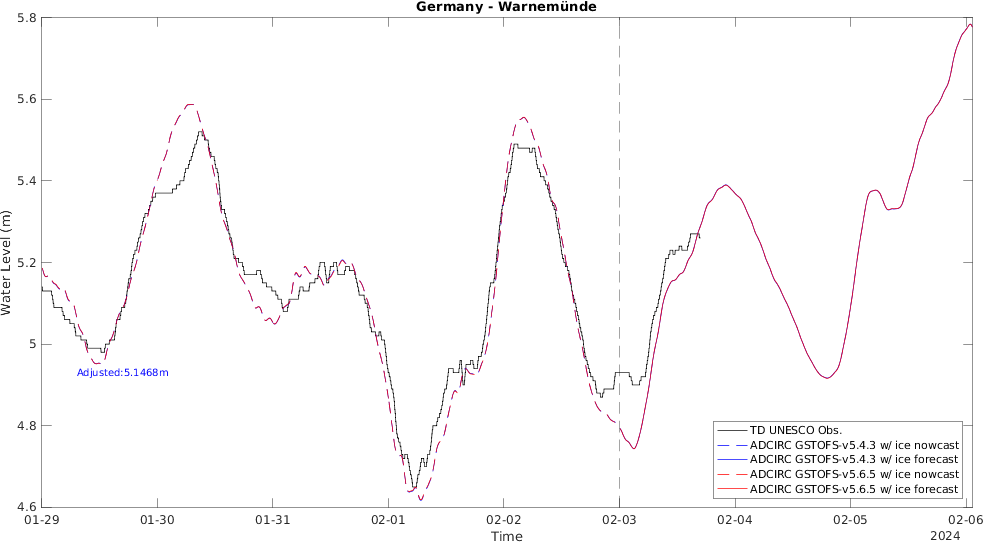 Germany - Warnemünde
Water Level (m)
5.8
5.6
5.4
5.2
5
4.8
4.6
Adjusted:5.1468m
TD UNESCO Obs.
ADCIRC GSTOFS-v5.4.3 w/ ice nowcast
ADCIRC GSTOFS-v5.4.3 w/ ice forecast
ADCIRC GSTOFS-v5.6.5 w/ ice nowcast
ADCIRC GSTOFS-v5.6.5 w/ ice forecast
01-29 01-30 01-31 02-01 02-02 02-03 02-04 02-05 02-06
Time
2024